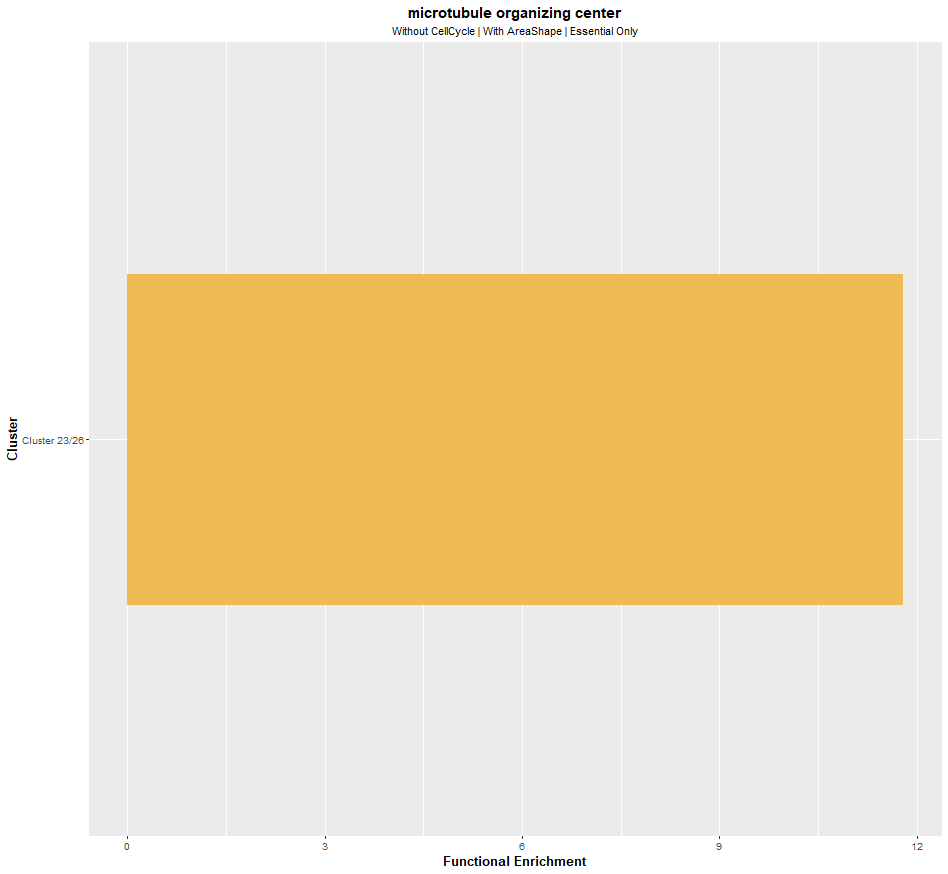 microtubule organizing center
Without CellCycle | With AreaShape | Essential Only
Cluster
Cluster 23/26
0 3 6 9 12
Functional Enrichment